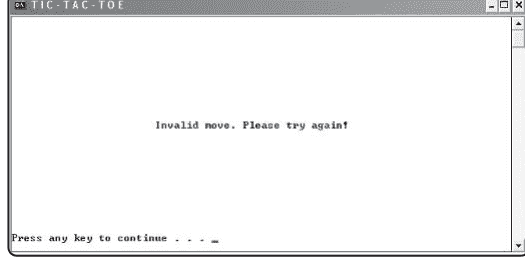 TIC-TAC-TOE
Invalid move. Please try again!
Press any key to continue . . . _